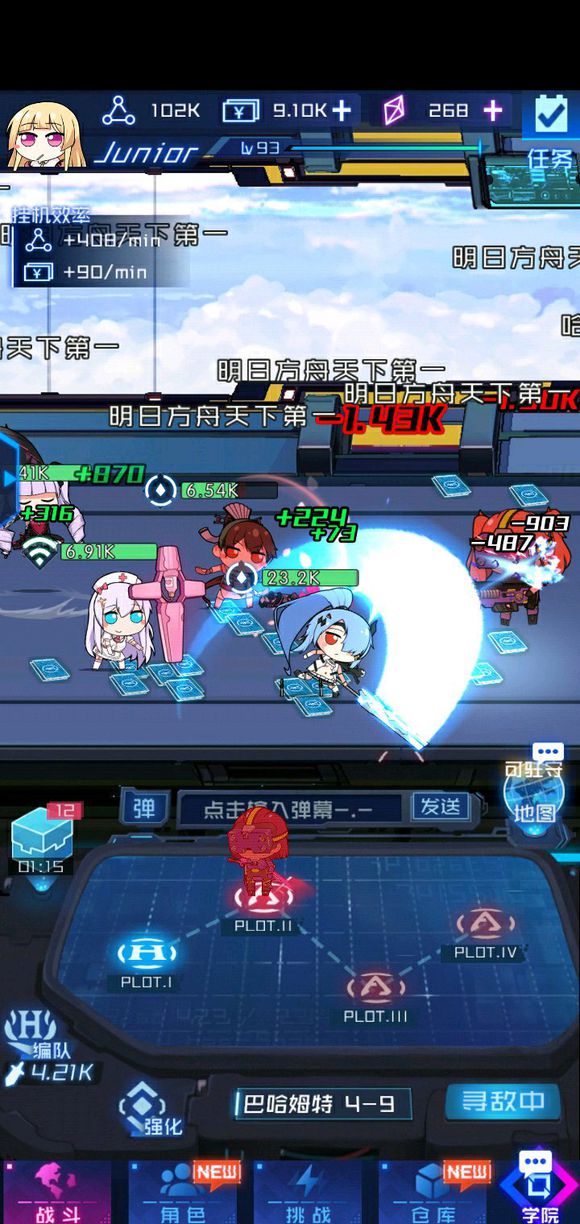 102K
9.10K
268
Junior
Lv93
任务
挂机效率
+408/min
+90/min
天下第一
明日方舟天
天下第一
明日方舟天下第一
明日方舟天下第一
明日方舟天下第一
-1.43K
41K
+870
6.54K
+316
+224
+73
-903
-487
6.91K
23.2K
可驻守
地图
12
01:15
弹
点击输入弹幕-.-
发送
PLOT.II
PLOT.I
PLOT.IV
PLOT.III
编队
4.21K
强化
巴哈姆特 4-9
寻敌中
NEW
NEW
战斗
角色
挑战
仓库
学院